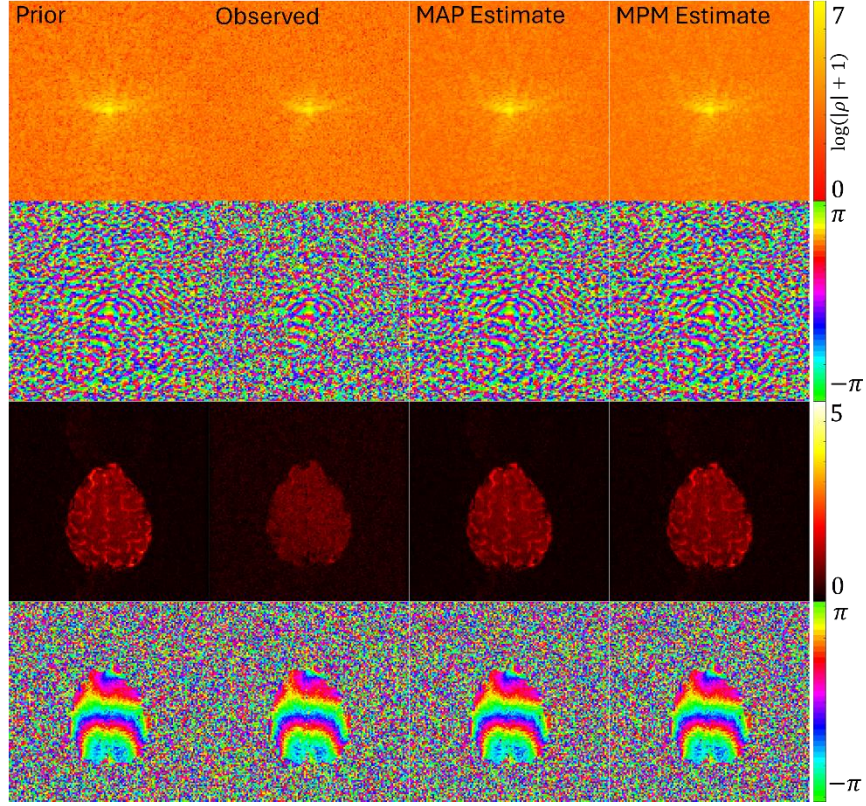 Prior
Observed
MAP Estimate
MPM Estimate
7
log(|ρ| + 1)
0
π
−π
5
0
π
−π